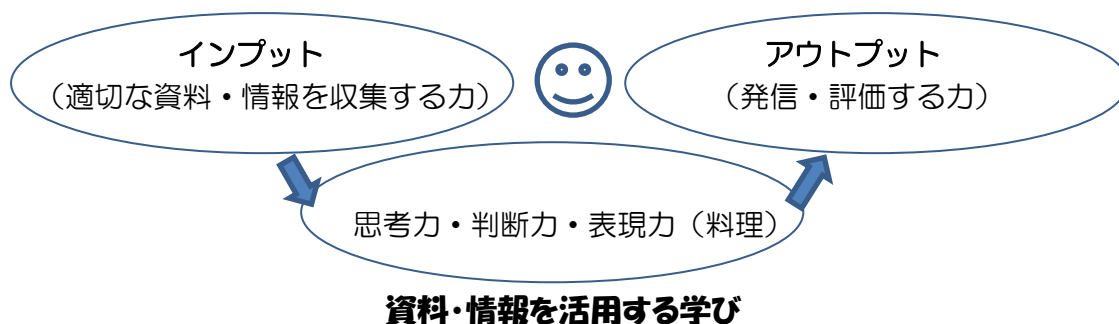 インプット
（適切な資料・情報を収集する力）
アウトプット
（発信・評価する力）
思考力・判断力・表現力（料理）
資料・情報を活用する学び